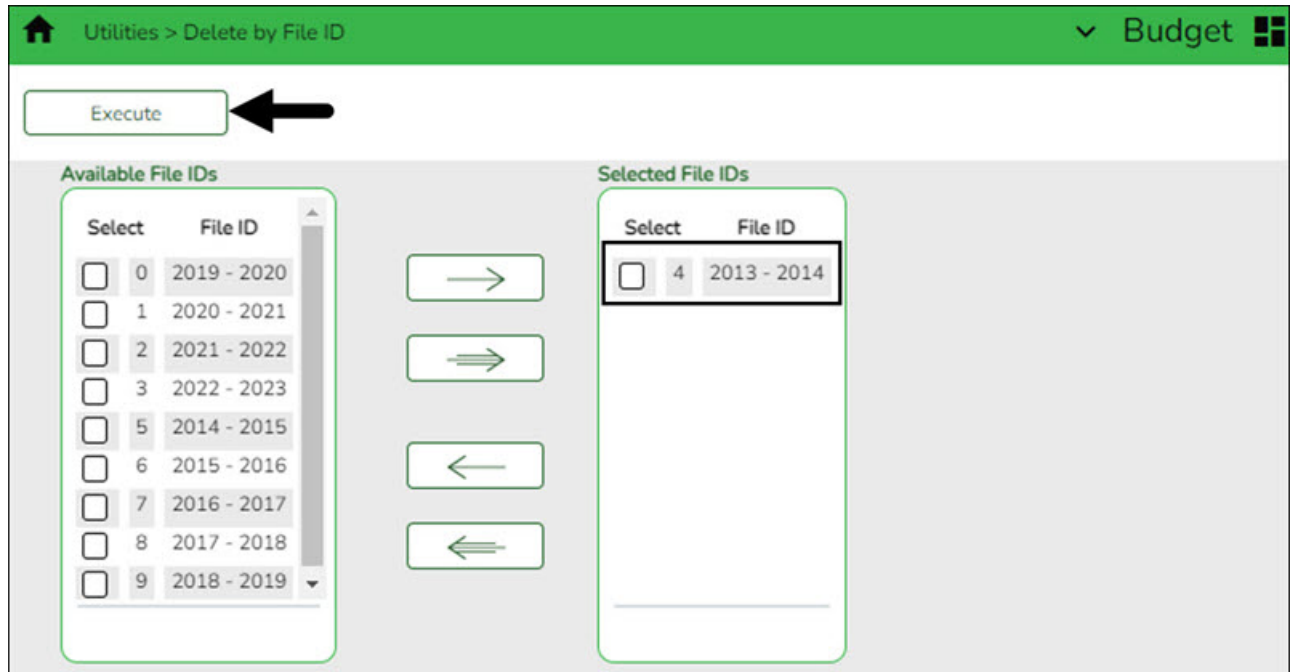 Utilities > Delete by File ID
Budget
Execute
Available File IDs
Select File ID
0 2019 - 2020
1 2020 - 2021
2 2021 - 2022
3 2022 - 2023
5 2014 - 2015
6 2015 - 2016
7 2016 - 2017
8 2017 - 2018
9 2018 - 2019
Selected File IDs
Select File ID
4 2013 - 2014